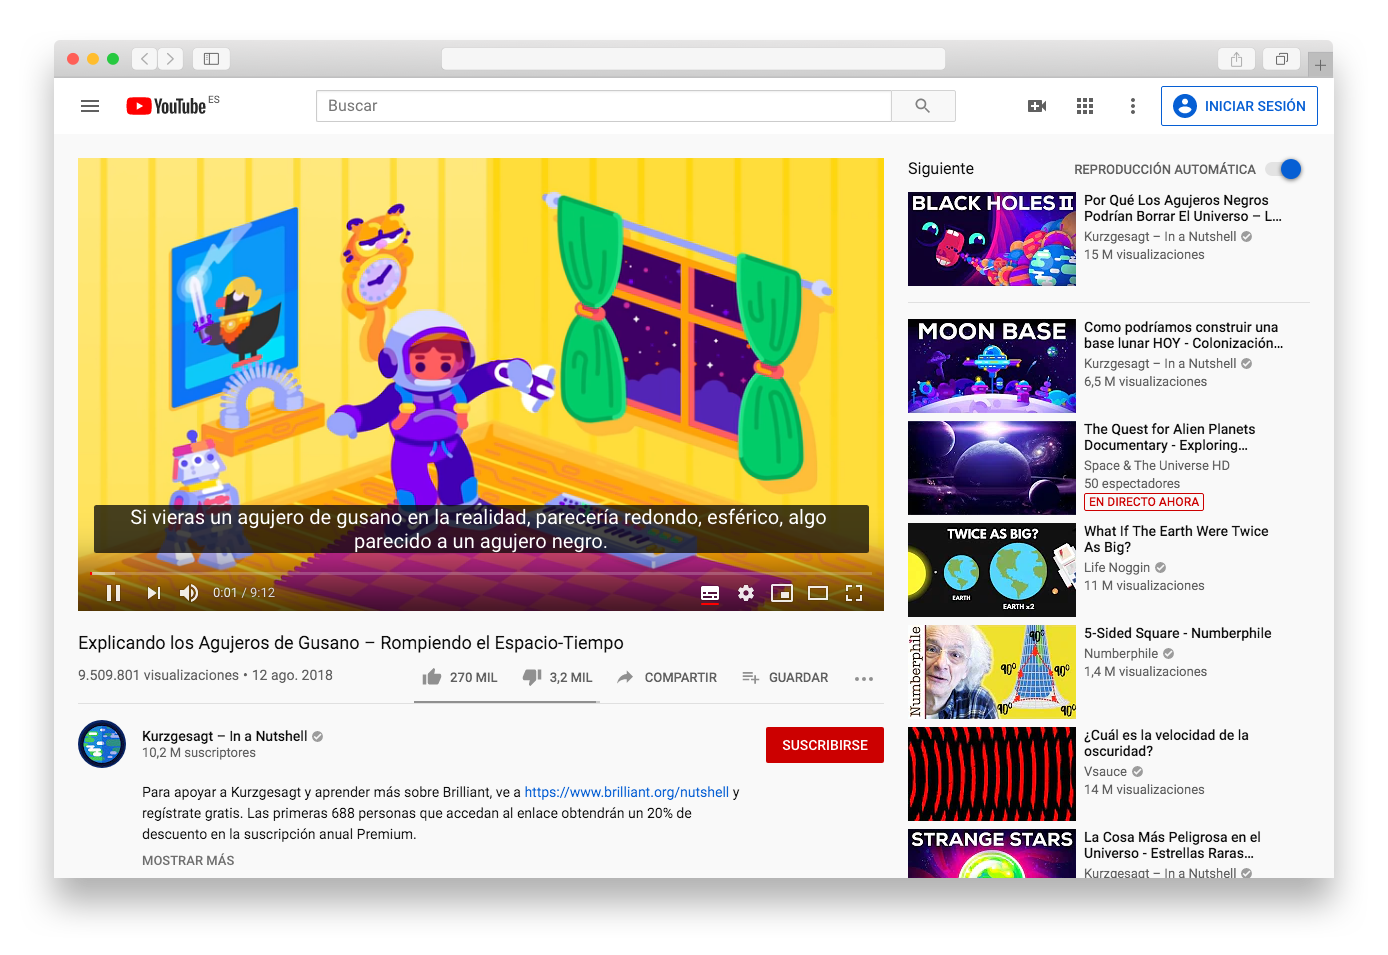 YouTube ES
Buscar
INICIAR SESIÓN
Si vieras un agujero de gusano en la realidad, parecería redondo, esférico, algo
parecido a un agujero negro.
0:01 / 9:12
Explicando los Agujeros de Gusano – Rompiendo el Espacio-Tiempo
9.509.801 visualizaciones • 12 ago. 2018
270 MIL
3,2 MIL
COMPARTIR
GUARDAR
Kurzgesagt – In a Nutshell
10,2 M suscriptores
SUSCRIBIRSE
Para apoyar a Kurzgesagt y aprender más sobre Brilliant, ve a https://www.brilliant.org/nutshell y
regístrate gratis. Las primeras 688 personas que accedan al enlace obtendrán un 20% de
descuento en la suscripción anual Premium.
MOSTRAR MÁS
Siguiente
REPRODUCCIÓN AUTOMÁTICA
BLACK HOLES II
Por Qué Los Agujeros Negros
Podrían Borrar El Universo – L...
Kurzgesagt – In a Nutshell
15 M visualizaciones
MOON BASE
Como podríamos construir una
base lunar HOY - Colonización...
Kurzgesagt – In a Nutshell
6,5 M visualizaciones
The Quest for Alien Planets
Documentary - Exploring...
Space & The Universe HD
50 espectadores
EN DIRECTO AHORA
TWICE AS BIG?
EARTH
EARTH x2
What If The Earth Were Twice
As Big?
Life Noggin
11 M visualizaciones
Numberphile
90°
90°
90°
90°
90°
5-Sided Square - Numberphile
Numberphile
1,4 M visualizaciones
¿Cuál es la velocidad de la
oscuridad?
Vsauce
14 M visualizaciones
STRANGE STARS
La Cosa Más Peligrosa en el
Universo - Estrellas Raras...
Kurzgesagt – In a Nutshell